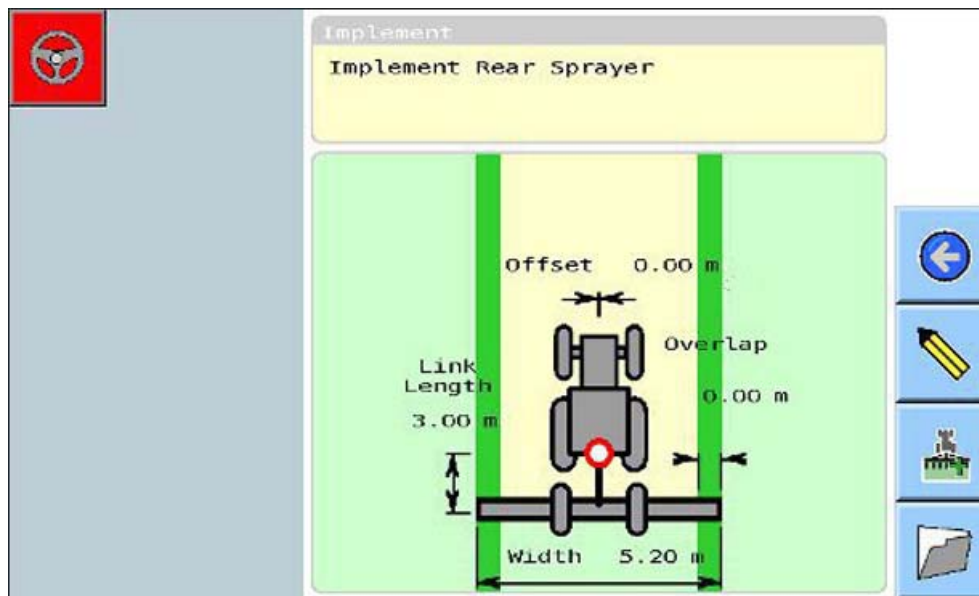 Implement
Implement Rear Sprayer
Offset 0.00 m
Overlap
0.00 m
Link
Length
3.00 m
Width 5.20 m